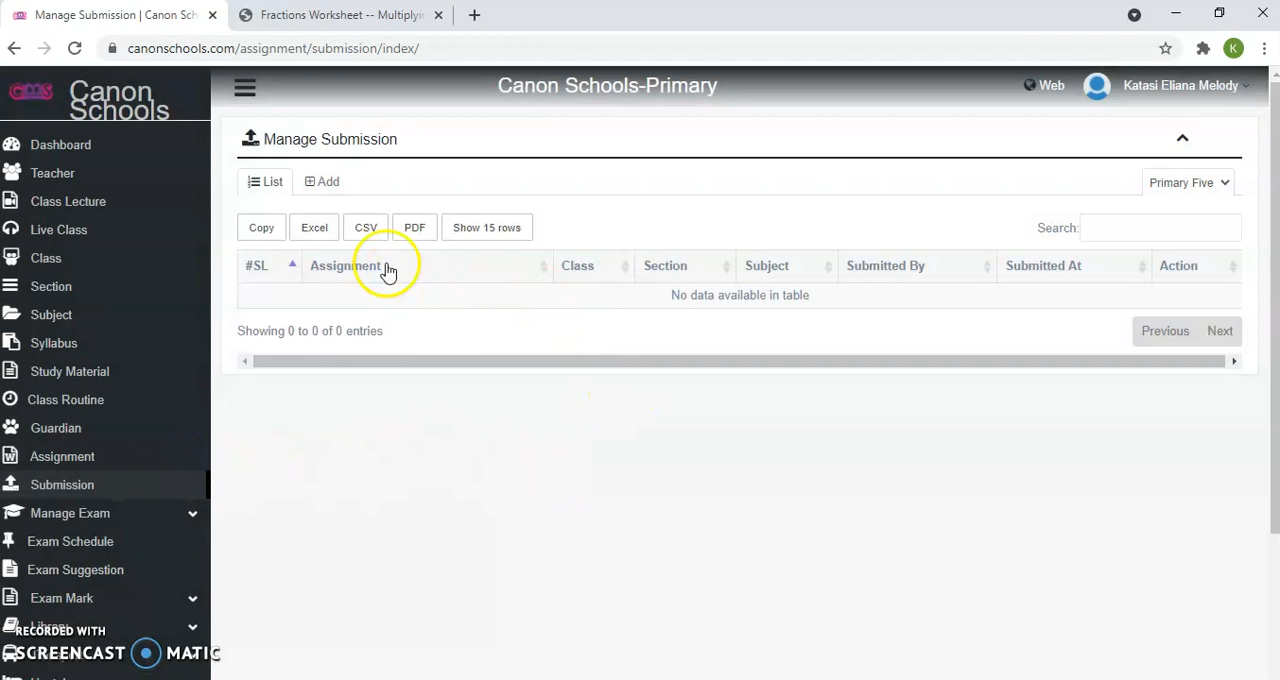 Manage Submission | Canon Sch
Fractions Worksheet -- Multiplyin
canonschools.com/assignment/submission/index/
K
Canon Schools
Canon Schools-Primary
Web
Katasi Eliana Melody
Dashboard
Teacher
Class Lecture
Live Class
Class
Section
Subject
Syllabus
Study Material
Class Routine
Guardian
Assignment
Submission
Manage Exam
Exam Schedule
Exam Suggestion
Exam Mark
Library
Manage Submission
List
Add
Primary Five
Copy
Excel
CSV
PDF
Show 15 rows
Search:
#SL
Assignment
Class
Section
Subject
Submitted By
Submitted At
Action
No data available in table
Showing 0 to 0 of 0 entries
Previous
Next
RECORDED WITH
SCREENCAST MATIC